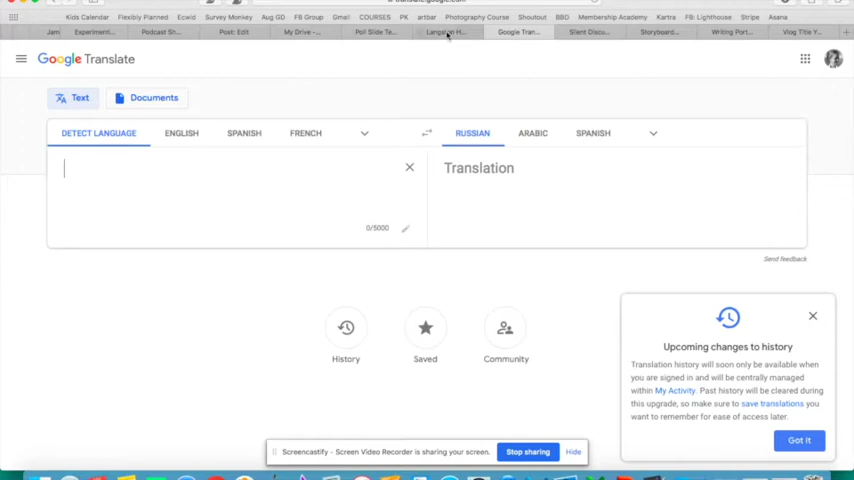 translate.google.com
Kids Calendar Flexibly Planned Ecwid Survey Monkey Aug GD FB Group Gmail COURSES PK artbar Photography Course Shoutout BBD Membership Academy Kartra FB: Lighthouse Stripe Asana
Jam Experimenti... Podcast Sh... Post: Edit My Drive -... Poll Slide Te... Langston H... Google Tran... Silent Discu... Storyboard... Writing Port... Vlog Title Y...
Google Translate
Text Documents
DETECT LANGUAGE ENGLISH SPANISH FRENCH RUSSIAN ARABIC SPANISH
Translation
0/5000
Send feedback
History Saved Community
Upcoming changes to history
Translation history will soon only be available when
you are signed in and will be centrally managed
within My Activity. Past history will be cleared during
this upgrade, so make sure to save translations you
want to remember for ease of access later.
Got it
Screencastify - Screen Video Recorder is sharing your screen. Stop sharing Hide